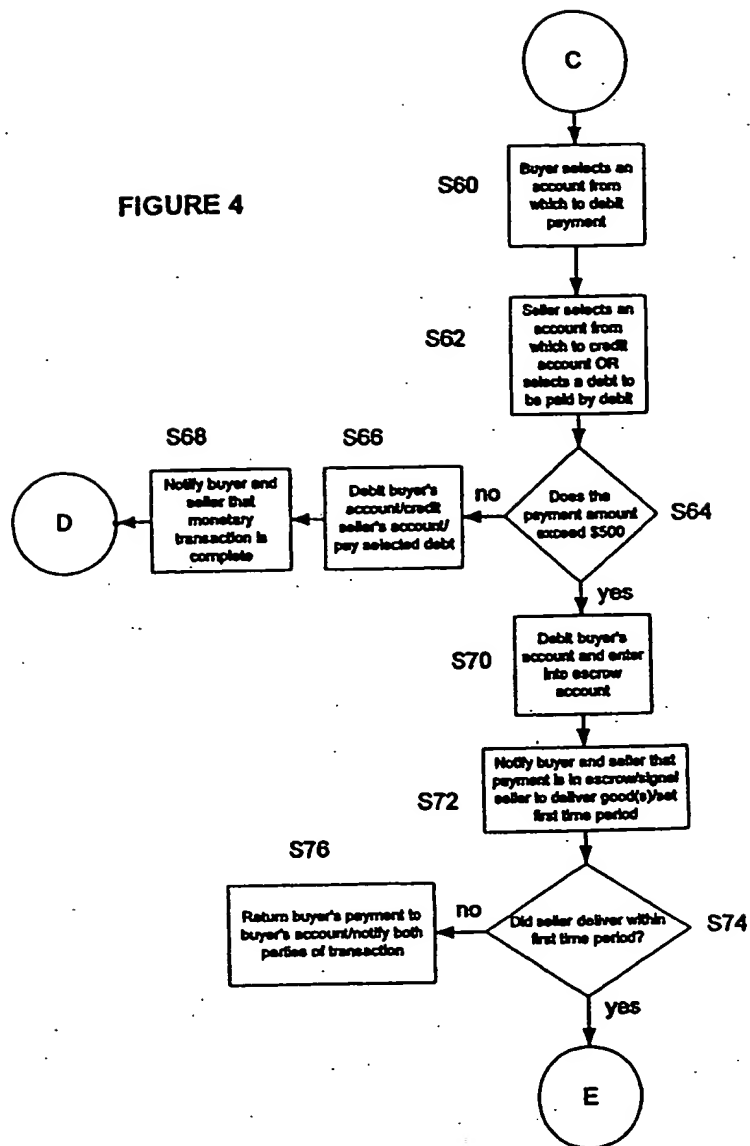 C
S60
Buyer selects an
account from
which to debit
payment
FIGURE 4
S62
Seller selects an
account from
which to credit
account OR
selects a debt to
be paid by debit
S68
Notify buyer and
seller that
monetary
transaction is
complete
S66
Debit buyer's
account/credit
seller's account/
pay selected debt
no
Does the
payment amount
exceed $500
S64
D
yes
S70
Debit buyer's
account and enter
into escrow
account
S72
Notify buyer and seller that
payment is in escrow/signal
seller to deliver good(s)/set
first time period
S76
Return buyer's payment to
buyer's account/notify both
parties of transaction
no
Did seller deliver within
first time period?
S74
yes
E